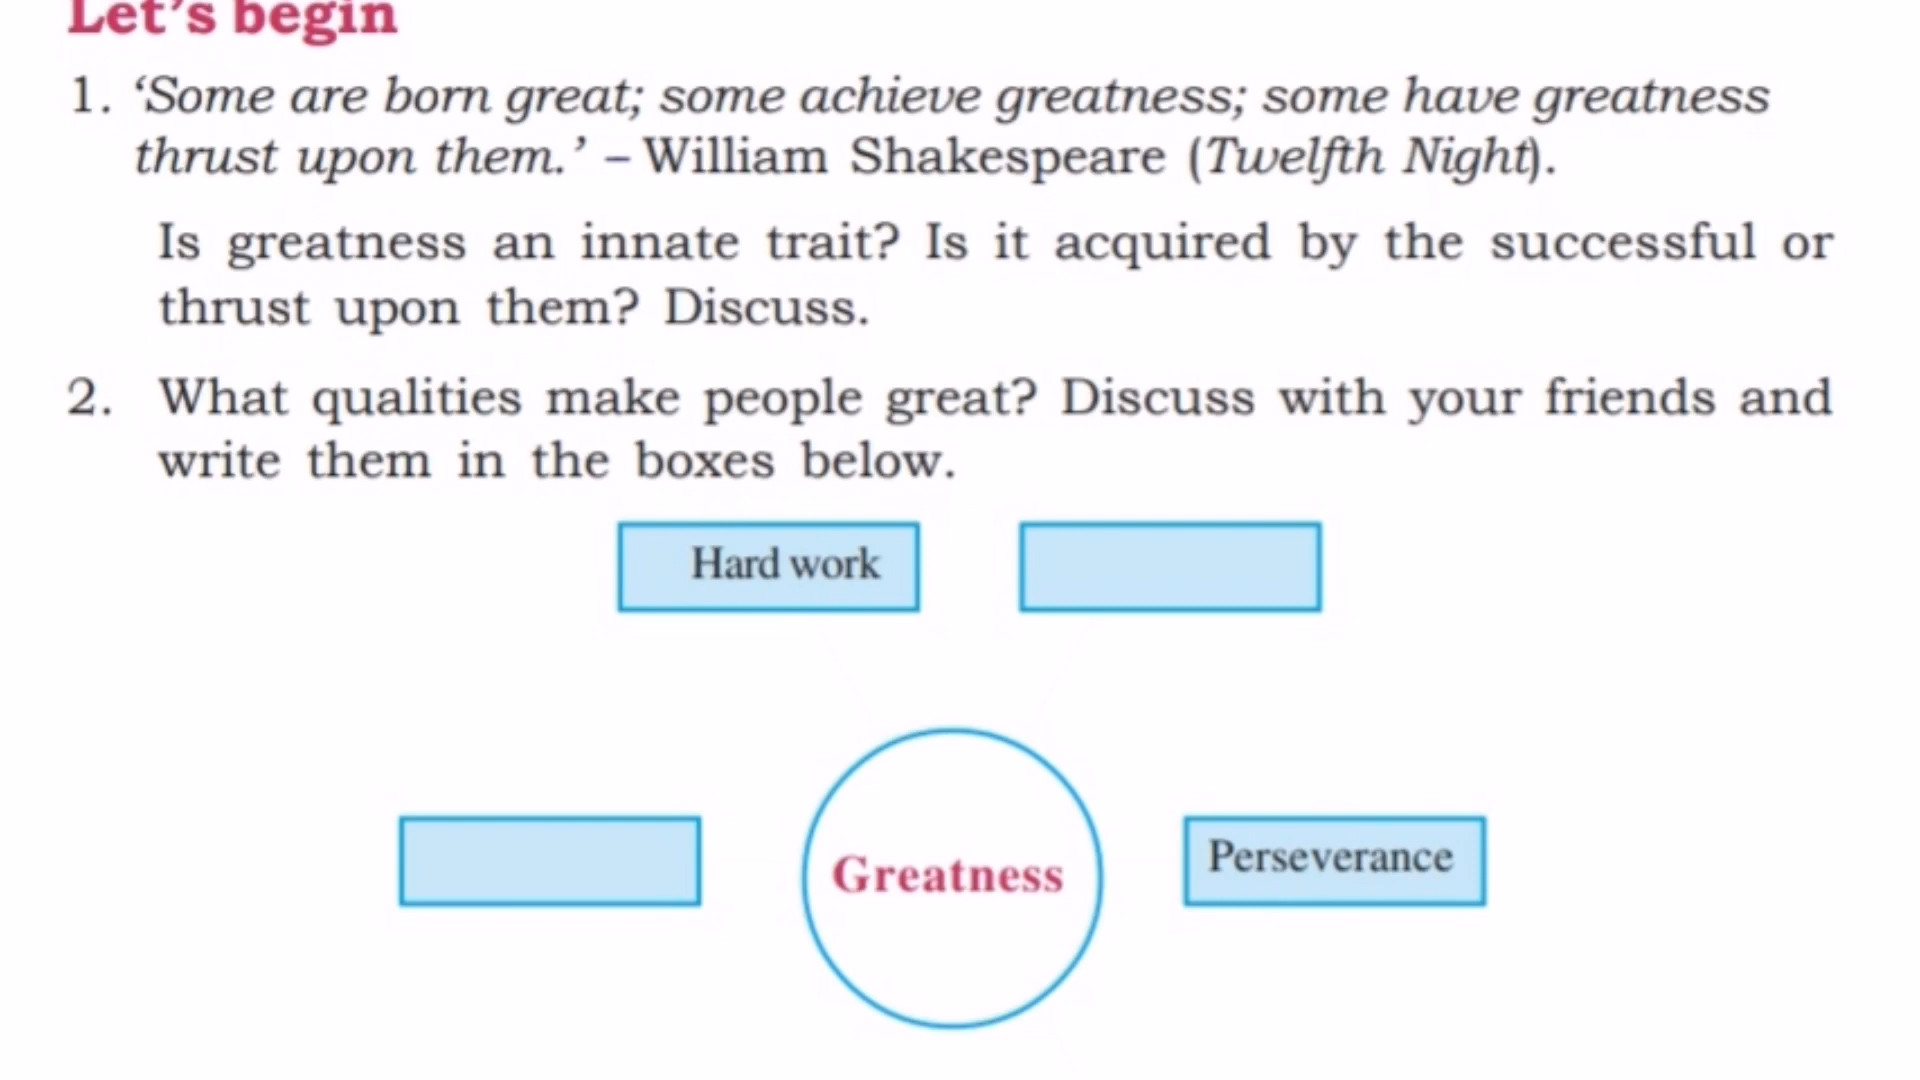 Let’s begin
1. ‘Some are born great; some achieve greatness; some have greatness
thrust upon them.’ – William Shakespeare (Twelfth Night).
Is greatness an innate trait? Is it acquired by the successful or
thrust upon them? Discuss.
2. What qualities make people great? Discuss with your friends and
write them in the boxes below.
Hard work
Greatness
Perseverance